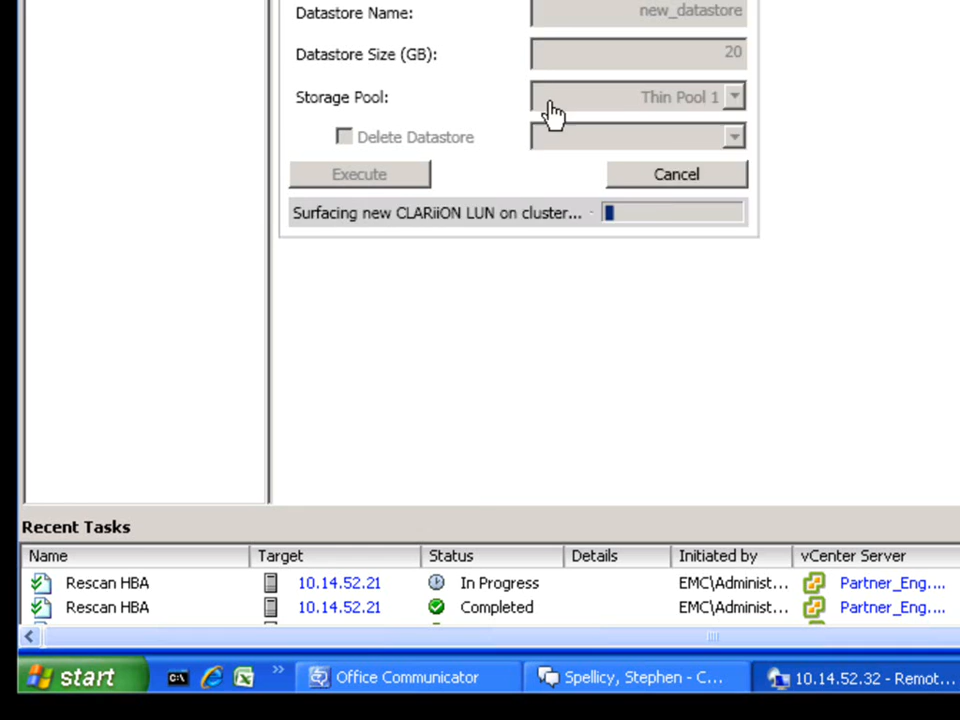 Datastore Name: new_datastore
Datastore Size (GB): 20
Storage Pool: Thin Pool 1
Delete Datastore
Execute Cancel
Surfacing new CLARiiON LUN on cluster...
Recent Tasks
Name Target Status Details Initiated by vCenter Server
Rescan HBA 10.14.52.21 In Progress EMC\Administ... Partner_Eng....
Rescan HBA 10.14.52.21 Completed EMC\Administ... Partner_Eng....
start C:\ » Office Communicator Spellicy, Stephen - C... 10.14.52.32 - Remot...